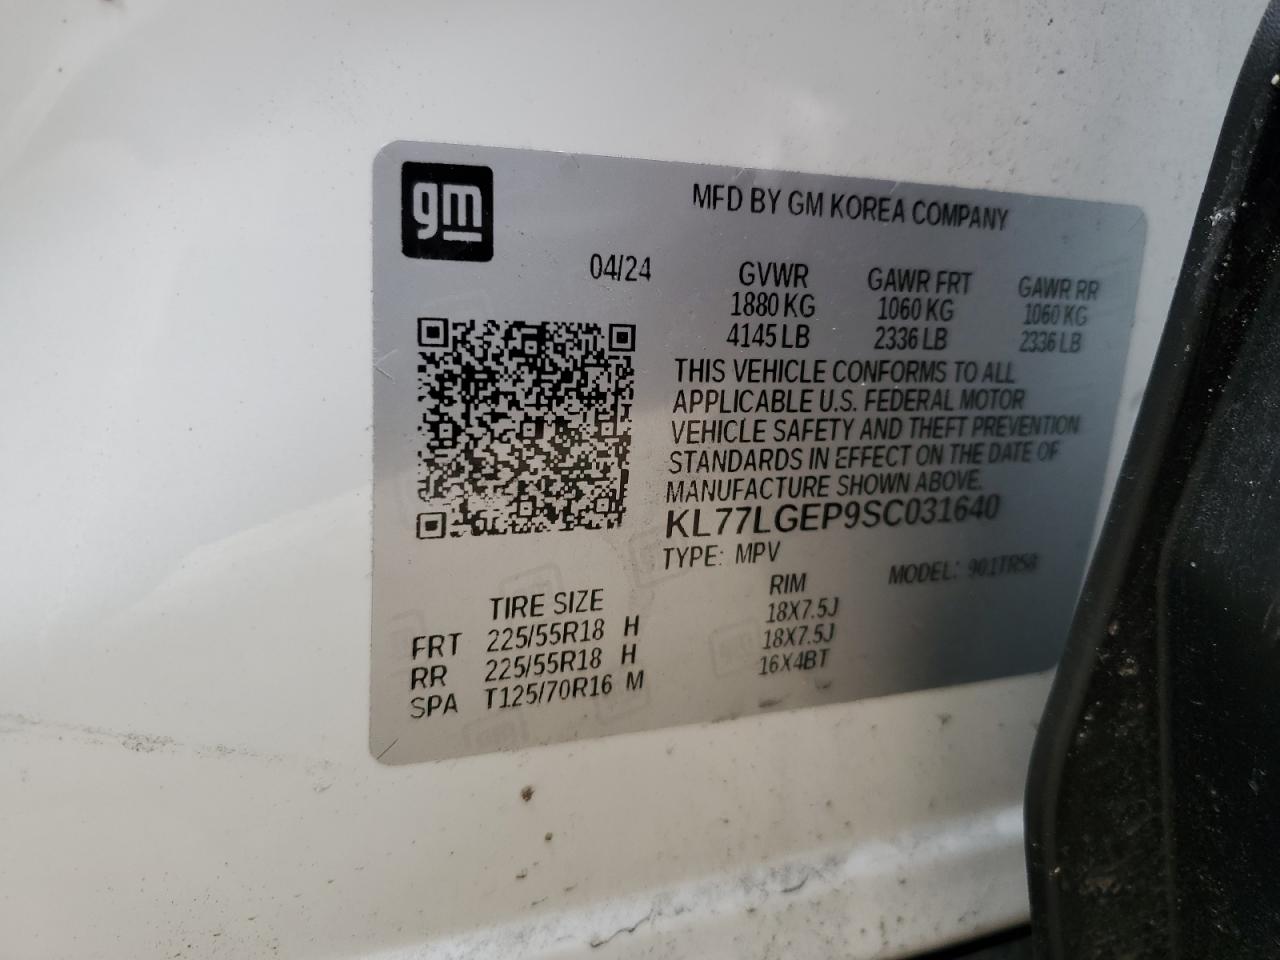 gm
MFD BY GM KOREA COMPANY
04/24
GVWR GAWR FRT GAWR RR
1880 KG 1060 KG 1060 KG
4145 LB 2336 LB 2336 LB
THIS VEHICLE CONFORMS TO ALL
APPLICABLE U.S. FEDERAL MOTOR
VEHICLE SAFETY AND THEFT PREVENTION
STANDARDS IN EFFECT ON THE DATE OF
MANUFACTURE SHOWN ABOVE.
KL77LGEP9SC031640
TYPE: MPV MODEL: 901TR58
TIRE SIZE RIM
FRT 225/55R18 H 18X7.5J
RR 225/55R18 H 18X7.5J
SPA T125/70R16 M 16X4BT